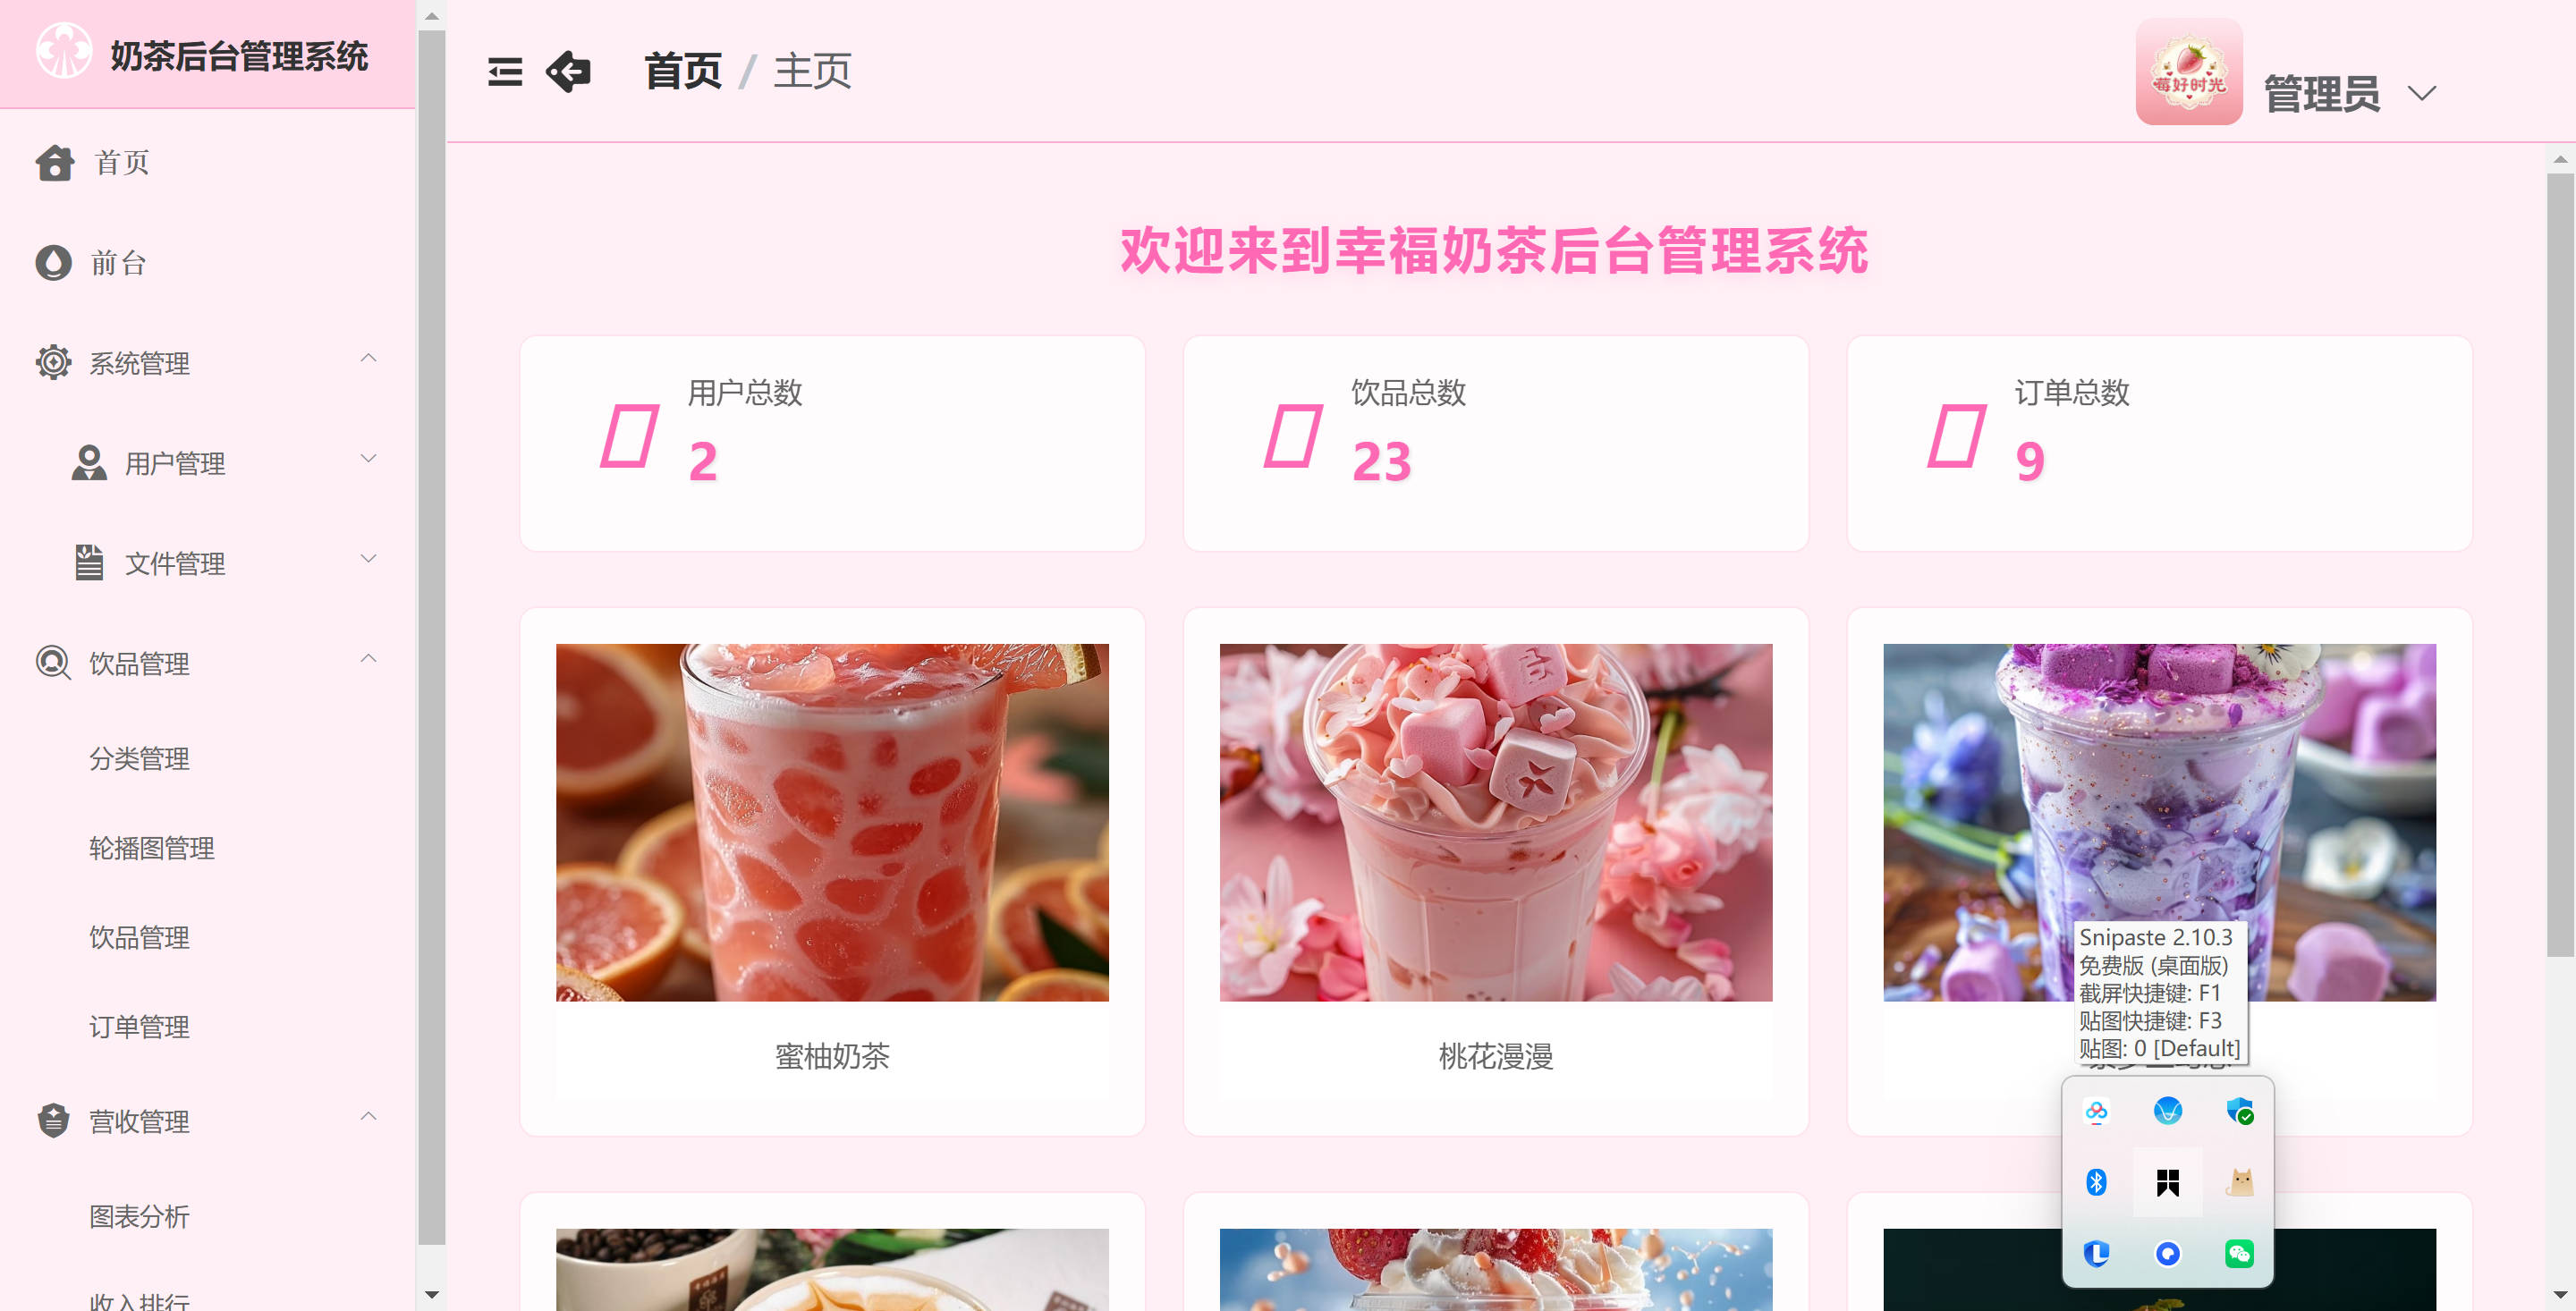 奶茶后台管理系统
首页 / 主页
莓好时光
管理员
首页
前台
系统管理
用户管理
文件管理
饮品管理
分类管理
轮播图管理
饮品管理
订单管理
营收管理
图表分析
收入排行
欢迎来到幸福奶茶后台管理系统
用户总数
2
饮品总数
23
订单总数
9
蜜柚奶茶
桃花漫漫
Snipaste 2.10.3
免费版 (桌面版)
截屏快捷键: F1
贴图快捷键: F3
贴图: 0 [Default]